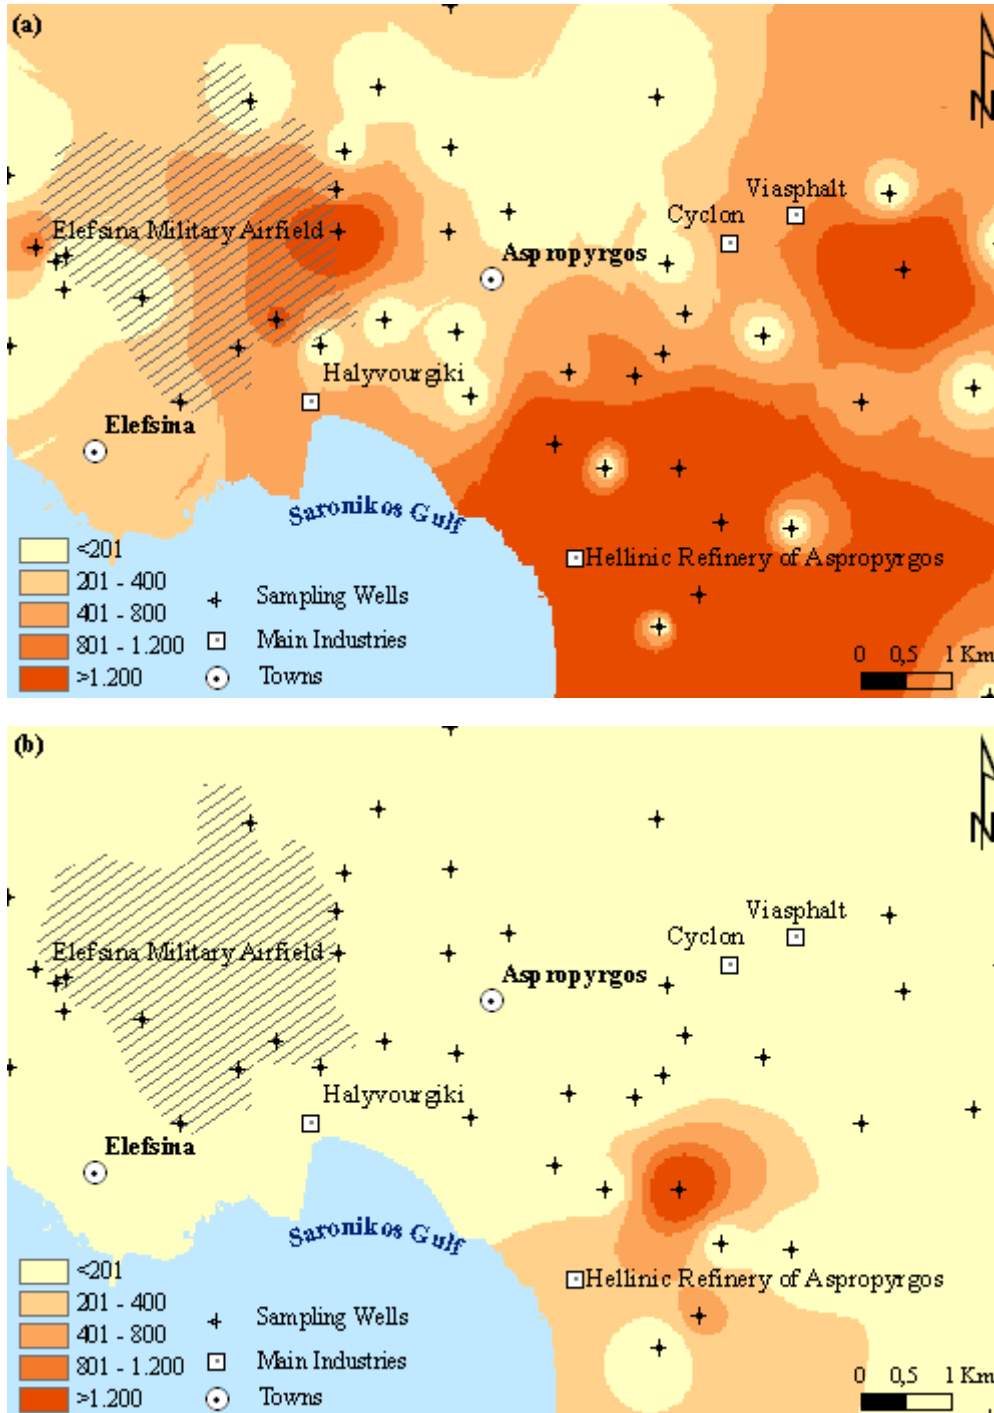 (a)
N
Viasphalt
Cyclon
Elefsina Military Airfield
Aspropyrgos
Halyvourgiki
Elefsina
Saronikos Gulf
Hellinic Refinery of Aspropyrgos
<201
201 - 400
401 - 800
801 - 1.200
>1.200
Sampling Wells
Main Industries
Towns
0 0,5 1 Km
(b)
N
Viasphalt
Cyclon
Elefsina Military Airfield
Aspropyrgos
Halyvourgiki
Elefsina
Saronikos Gulf
Hellinic Refinery of Aspropyrgos
<201
201 - 400
401 - 800
801 - 1.200
>1.200
Sampling Wells
Main Industries
Towns
0 0,5 1 Km